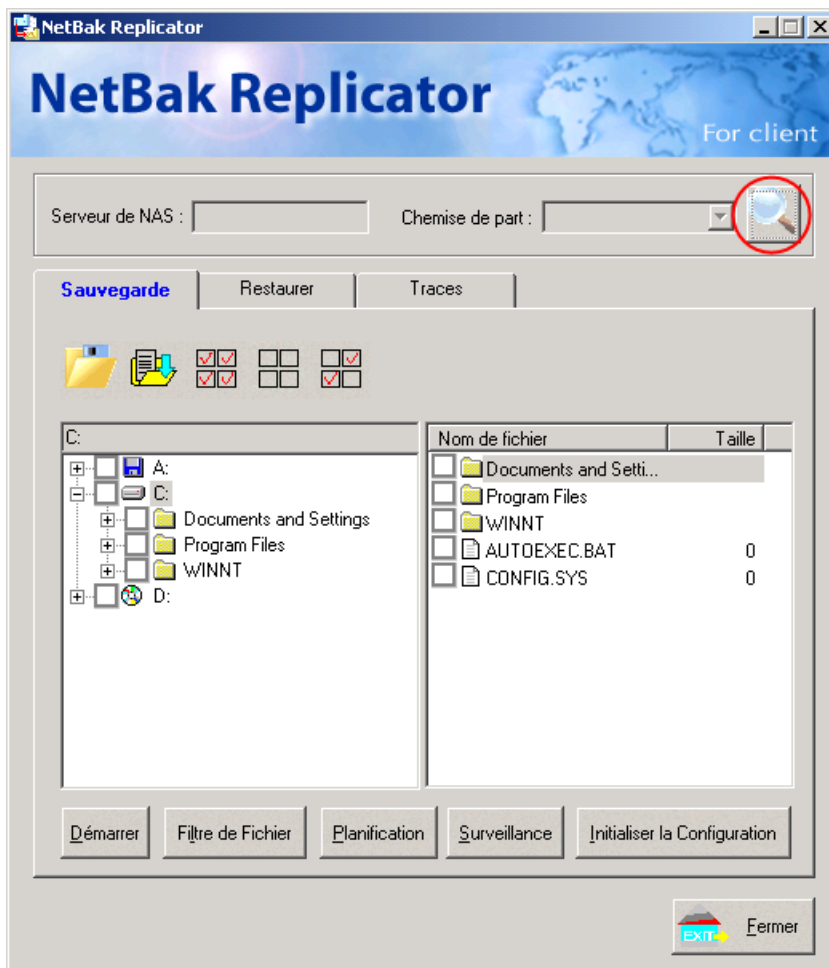 NetBak Replicator
NetBak Replicator
For client
Serveur de NAS :
Chemise de part :
Sauvegarde
Restaurer
Traces
C:
A:
C:
Documents and Settings
Program Files
WINNT
D:
Nom de fichier Taille
Documents and Setti...
Program Files
WINNT
AUTOEXEC.BAT 0
CONFIG.SYS 0
Démarrer
Filtre de Fichier
Planification
Surveillance
Initialiser la Configuration
EXIT
Fermer